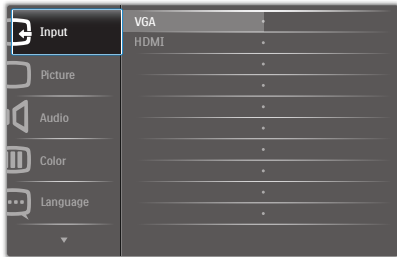 Input
Picture
Audio
Color
Language
VGA
HDMI